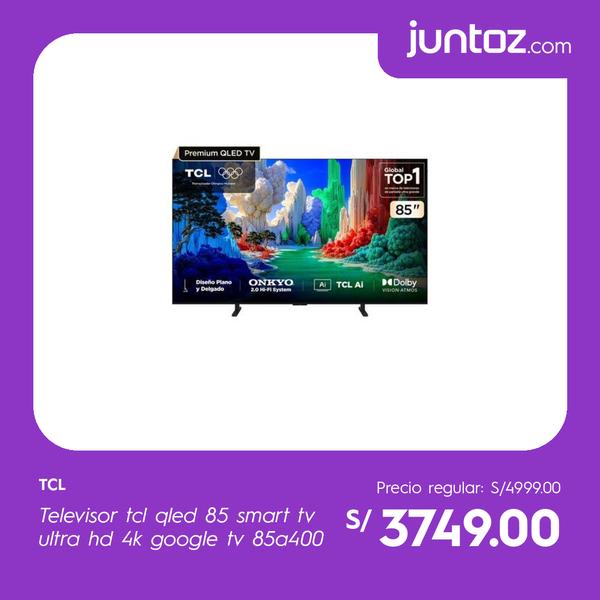 juntoz.com
Premium QLED TV
TCL
Global
TOP1
85"
Diseño Plano
y Delgado
ONKYO
2.0 Hi-Fi System
Ai TCL Ai
Dolby
VISION ATMOS
TCL
Televisor tcl qled 85 smart tv
ultra hd 4k google tv 85a400
Precio regular: S/4999.00
S/ 3749.00